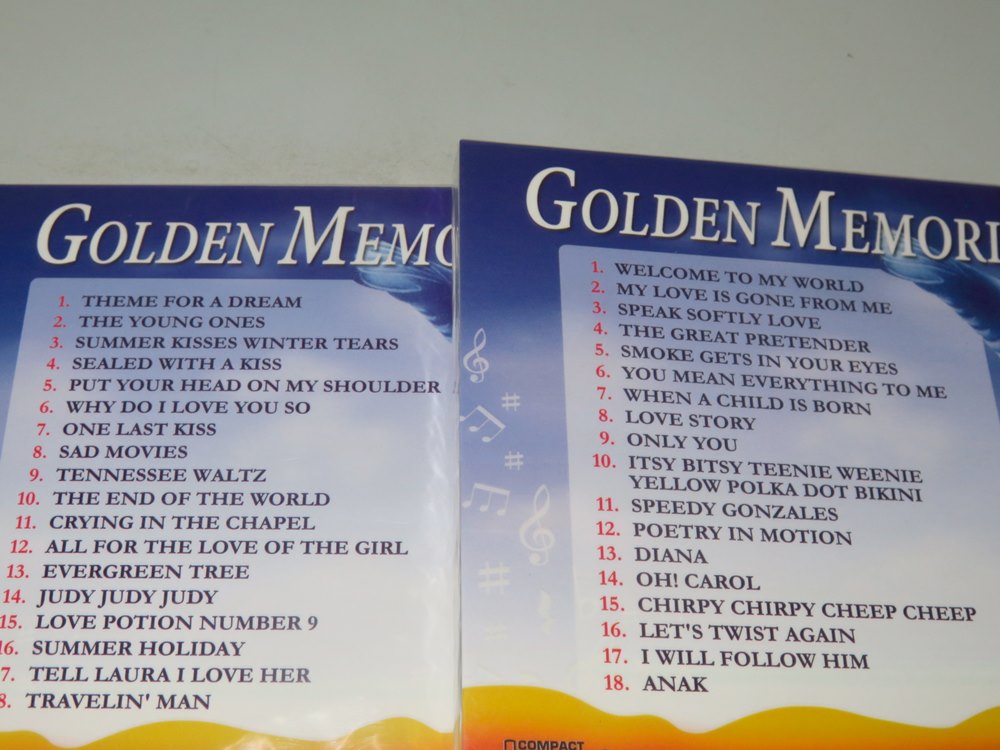 GOLDEN MEMO
1. THEME FOR A DREAM
2. THE YOUNG ONES
3. SUMMER KISSES WINTER TEARS
4. SEALED WITH A KISS
5. PUT YOUR HEAD ON MY SHOULDER
6. WHY DO I LOVE YOU SO
7. ONE LAST KISS
8. SAD MOVIES
9. TENNESSEE WALTZ
10. THE END OF THE WORLD
11. CRYING IN THE CHAPEL
12. ALL FOR THE LOVE OF THE GIRL
13. EVERGREEN TREE
14. JUDY JUDY JUDY
15. LOVE POTION NUMBER 9
16. SUMMER HOLIDAY
7. TELL LAURA I LOVE HER
8. TRAVELIN' MAN
GOLDEN MEMORI
1. WELCOME TO MY WORLD
2. MY LOVE IS GONE FROM ME
3. SPEAK SOFTLY LOVE
4. THE GREAT PRETENDER
5. SMOKE GETS IN YOUR EYES
6. YOU MEAN EVERYTHING TO ME
7. WHEN A CHILD IS BORN
8. LOVE STORY
9. ONLY YOU
10. ITSY BITSY TEENIE WEENIE
YELLOW POLKA DOT BIKINI
11. SPEEDY GONZALES
12. POETRY IN MOTION
13. DIANA
14. OH! CAROL
15. CHIRPY CHIRPY CHEEP CHEEP
16. LET'S TWIST AGAIN
17. I WILL FOLLOW HIM
18. ANAK
COMPACT